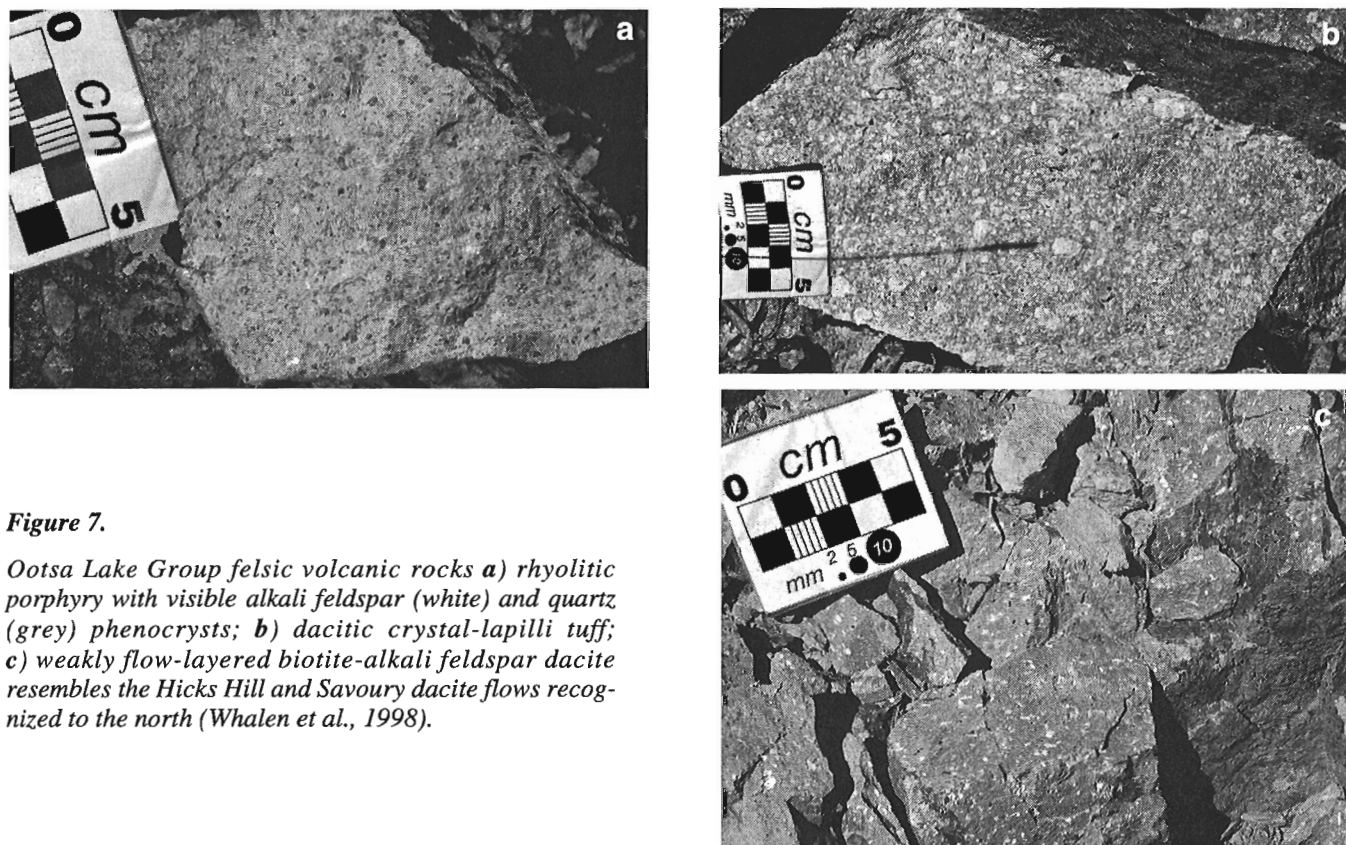 a
0
cm
5
b
0
cm
5
mm 2 5 10
c
0 cm 5
mm 2 5 10
Figure 7.
Ootsa Lake Group felsic volcanic rocks a) rhyolitic
porphyry with visible alkali feldspar (white) and quartz
(grey) phenocrysts; b) dacitic crystal-lapilli tuff;
c) weakly flow-layered biotite-alkali feldspar dacite
resembles the Hicks Hill and Savoury dacite flows recog-
nized to the north (Whalen et al., 1998).